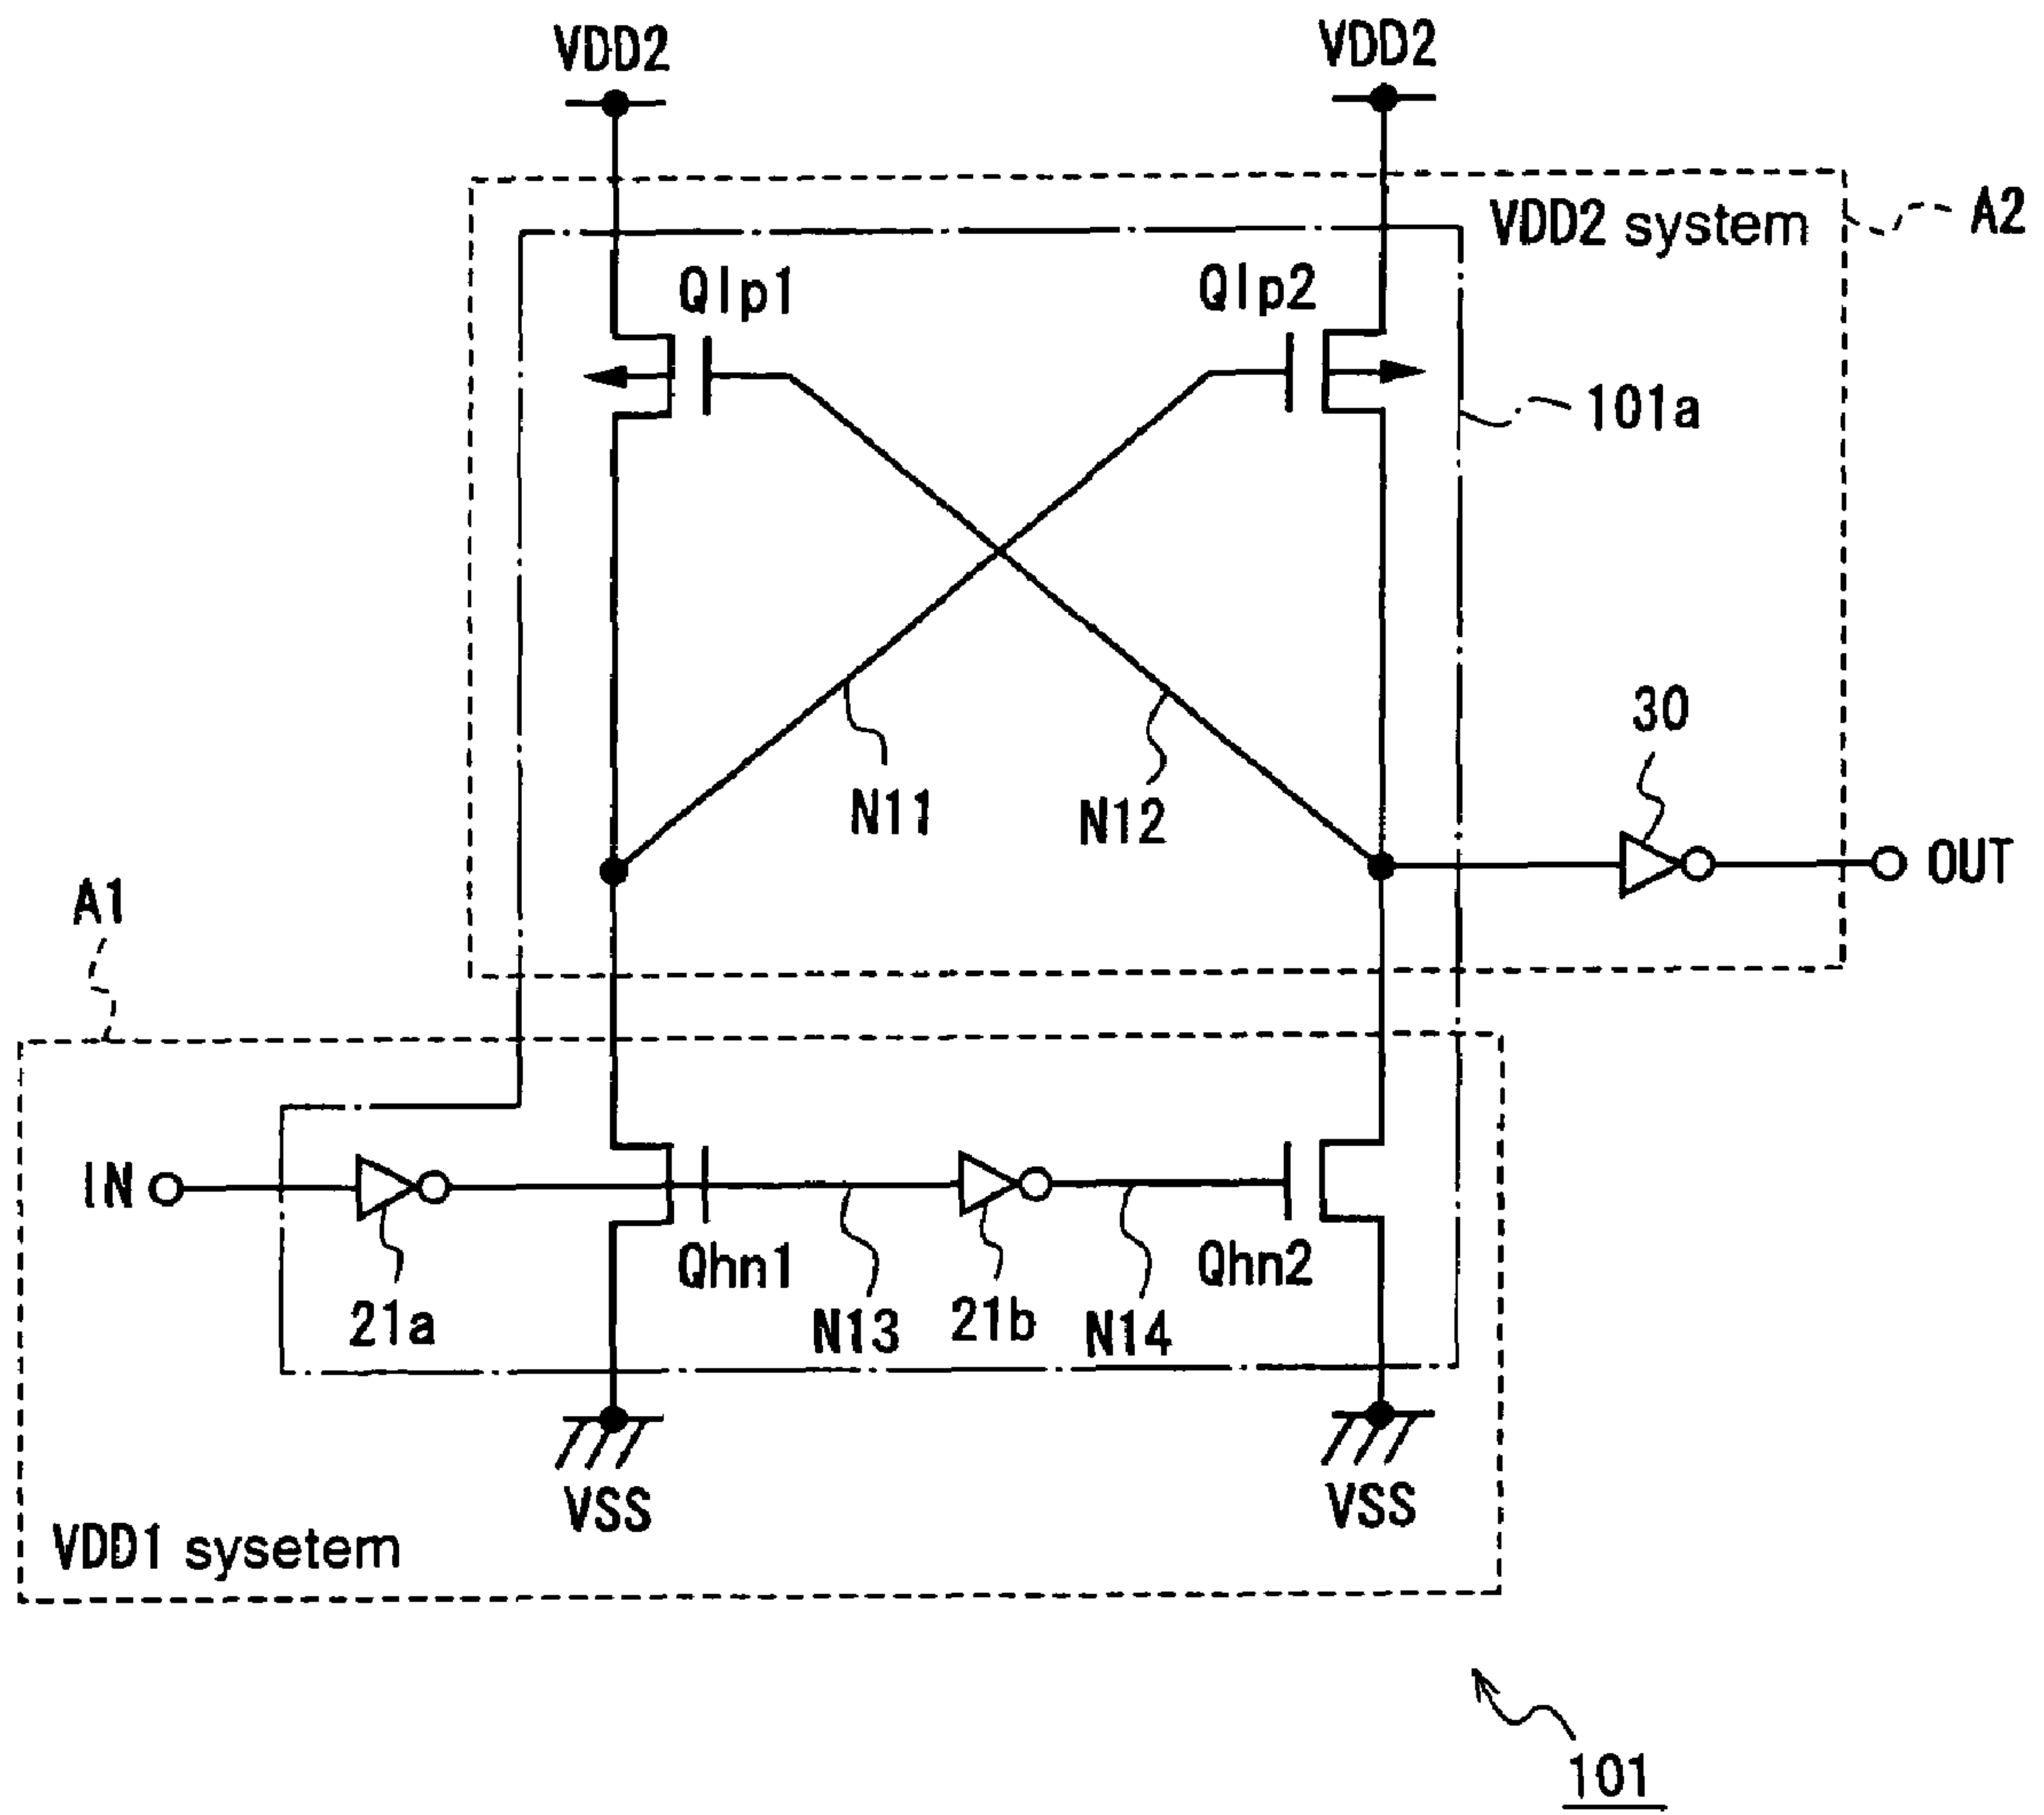 VDD2
VDD2
VDD2 system
A2
Qlp1
Qlp2
101a
30
N11
N12
OUT
A1
IN
Qhn1
Qhn2
21a
N13
21b
N14
VSS
VSS
VDD1 sysetem
101